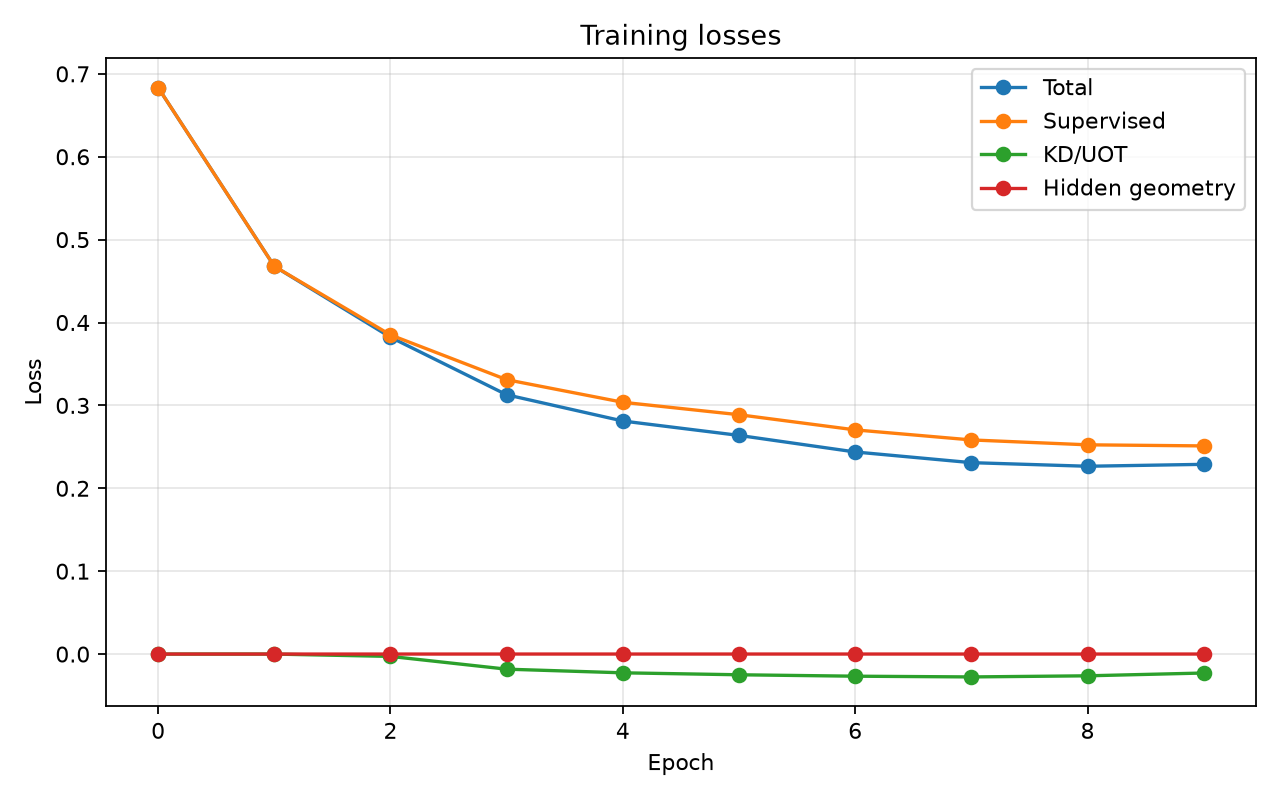 Training losses
0.7
0.6
0.5
0.4
0.3
0.2
0.1
0.0
Loss
Total
Supervised
KD/UOT
Hidden geometry
0 2 4 6 8
Epoch